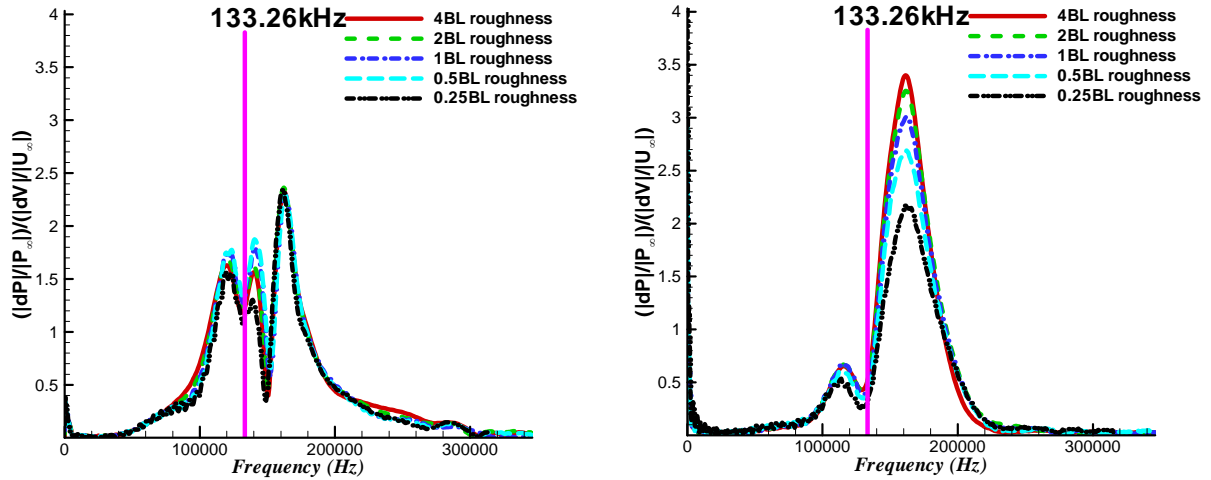 133.26kHz
4BL roughness
2BL roughness
1BL roughness
0.5BL roughness
0.25BL roughness
(|dP|/|P∞|)/(|dV|/|U∞|)
4
3.5
3
2.5
2
1.5
1
0.5
0
100000
200000
300000
Frequency (Hz)
133.26kHz
4BL roughness
2BL roughness
1BL roughness
0.5BL roughness
0.25BL roughness
(|dP|/|P∞|)/(|dV|/|U∞|)
4
3.5
3
2.5
2
1.5
1
0.5
100000
200000
300000
Frequency (Hz)